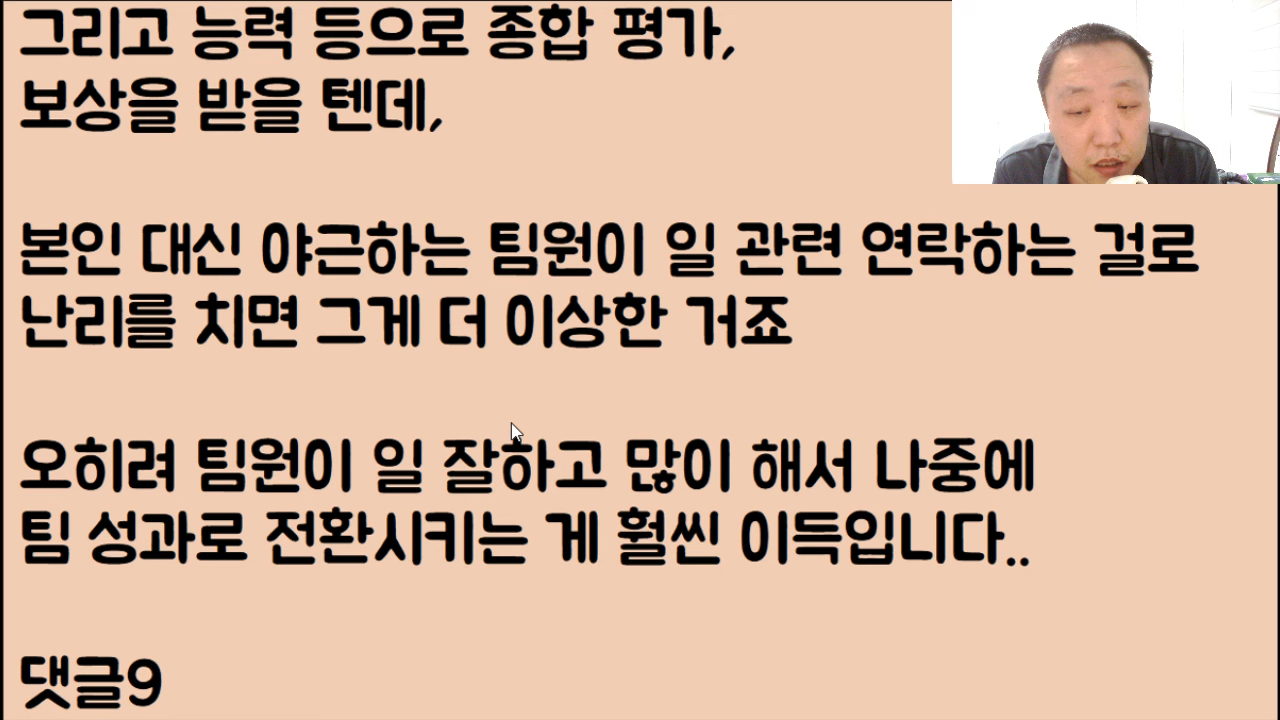 그리고 능력 등으로 종합 평가,
보상을 받을 텐데,
본인 대신 야근하는 팀원이 일 관련 연락하는 걸로
난리를 치면 그게 더 이상한 거죠
오히려 팀원이 일 잘하고 많이 해서 나중에
팀 성과로 전환시키는 게 훨씬 이득입니다..
댓글9